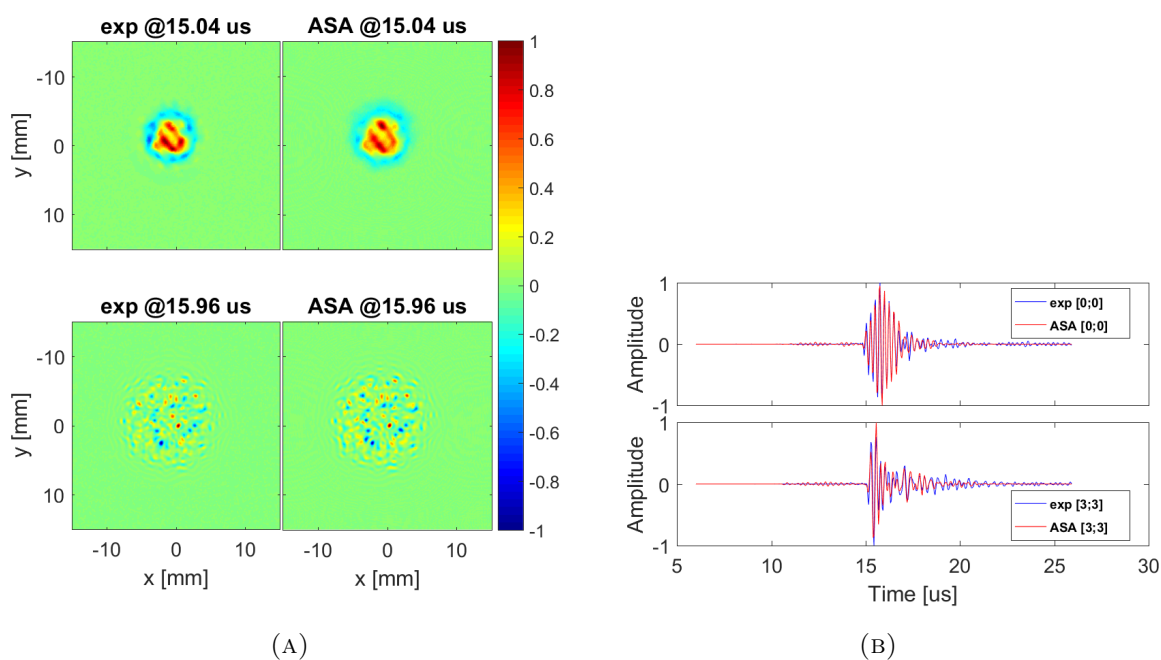 exp @15.04 us
ASA @15.04 us
y [mm]
-10
0
10
1
0.8
0.6
0.4
0.2
0
-0.2
-0.4
-0.6
-0.8
-1
exp @15.96 us
ASA @15.96 us
y [mm]
-10
0
10
-10 0 10
-10 0 10
x [mm]
x [mm]
(A)
Amplitude
1
0
-1
exp [0;0]
ASA [0;0]
Amplitude
1
0
-1
exp [3;3]
ASA [3;3]
5 10 15 20 25 30
Time [us]
(B)